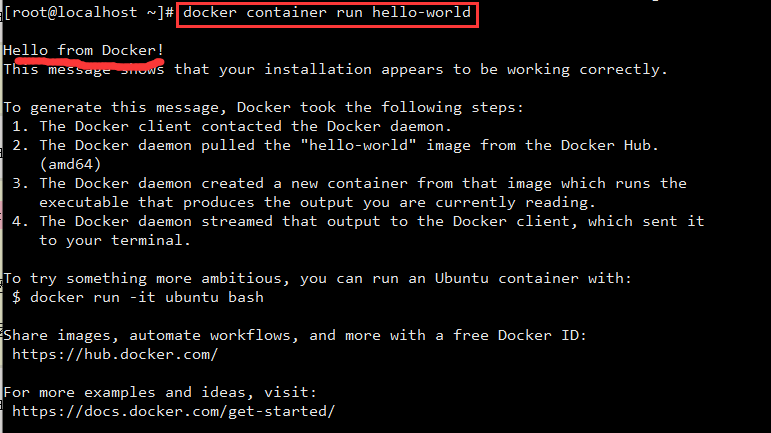 [root@localhost ~]# docker container run hello-world
Hello from Docker!
This message shows that your installation appears to be working correctly.
To generate this message, Docker took the following steps:
1. The Docker client contacted the Docker daemon.
2. The Docker daemon pulled the "hello-world" image from the Docker Hub.
(amd64)
3. The Docker daemon created a new container from that image which runs the
executable that produces the output you are currently reading.
4. The Docker daemon streamed that output to the Docker client, which sent it
to your terminal.
To try something more ambitious, you can run an Ubuntu container with:
$ docker run -it ubuntu bash
Share images, automate workflows, and more with a free Docker ID:
https://hub.docker.com/
For more examples and ideas, visit:
https://docs.docker.com/get-started/